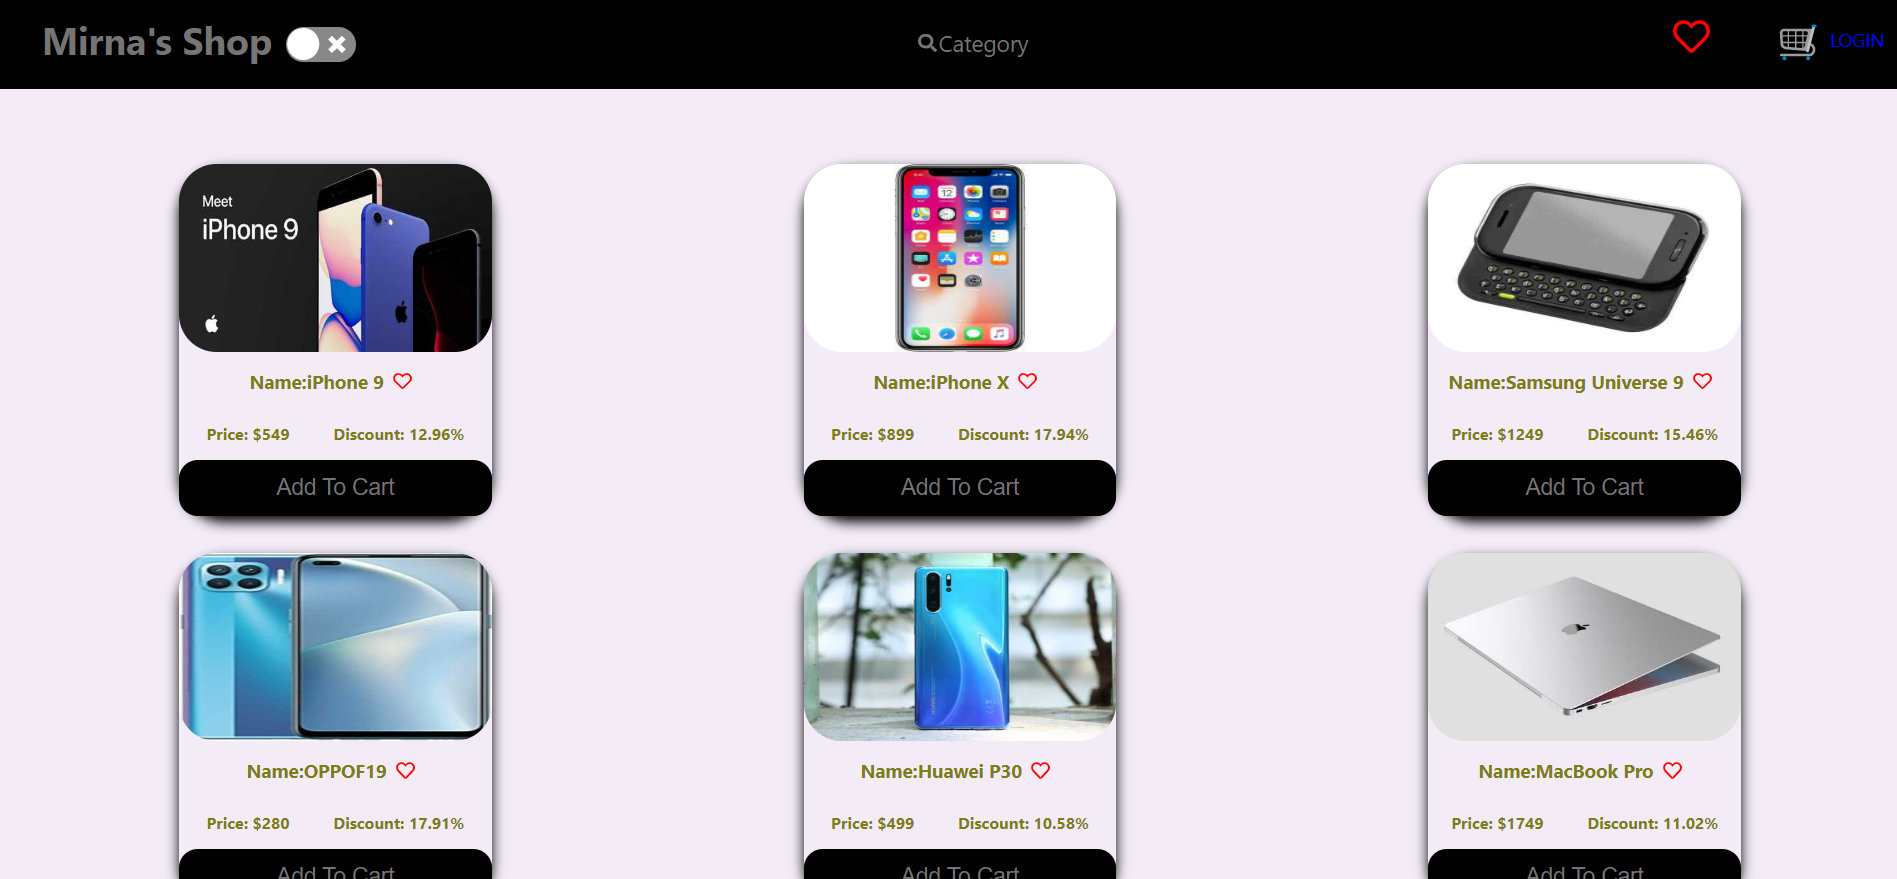 Mirna's Shop
Category
LOGIN
Meet
iPhone 9
Name:iPhone 9
Price: $549 Discount: 12.96%
Add To Cart
Name:iPhone X
Price: $899 Discount: 17.94%
Add To Cart
Name:Samsung Universe 9
Price: $1249 Discount: 15.46%
Add To Cart
Name:OPPOF19
Price: $280 Discount: 17.91%
Add To Cart
Name:Huawei P30
Price: $499 Discount: 10.58%
Add To Cart
Name:MacBook Pro
Price: $1749 Discount: 11.02%
Add To Cart